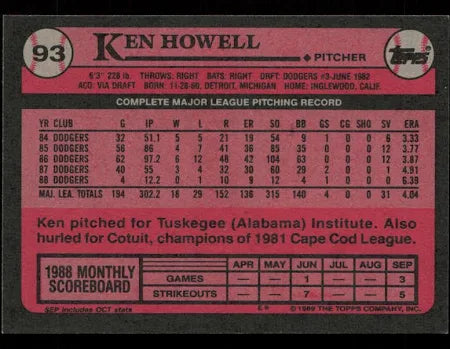 93
KEN HOWELL
◆ PITCHER
TOPPS®
6'3" 228 lb. THROWS: RIGHT BATS: RIGHT DRFT: DODGERS #3-JUNE 1982
ACQ: VIA DRAFT BORN: 11-28-60, DETROIT, MICHIGAN HOME: INGLEWOOD, CALIF.
COMPLETE MAJOR LEAGUE PITCHING RECORD
YR CLUB G IP W L R ER SO BB GS CG SHO SV ERA
84 DODGERS 32 51.1 5 5 21 19 54 9 1 0 0 6 3.33
85 DODGERS 56 86 4 7 41 36 85 35 0 0 0 12 3.77
86 DODGERS 62 97.2 6 12 48 42 104 63 0 0 0 12 3.87
87 DODGERS 40 55 3 4 32 30 60 29 2 0 0 1 4.91
88 DODGERS 4 12.2 0 1 10 9 12 4 1 0 0 0 6.39
MAJ. LEA. TOTALS 194 302.2 18 29 152 136 315 140 4 0 0 31 4.04
Ken pitched for Tuskegee (Alabama) Institute. Also
hurled for Cotuit, champions of 1981 Cape Cod League.
1988 MONTHLY
SCOREBOARD
APR MAY JUN JUL AUG SEP
GAMES — — 1 — — 3
STRIKEOUTS — — 7 — — 5
SEP includes OCT stats
© 1989 THE TOPPS COMPANY, INC.